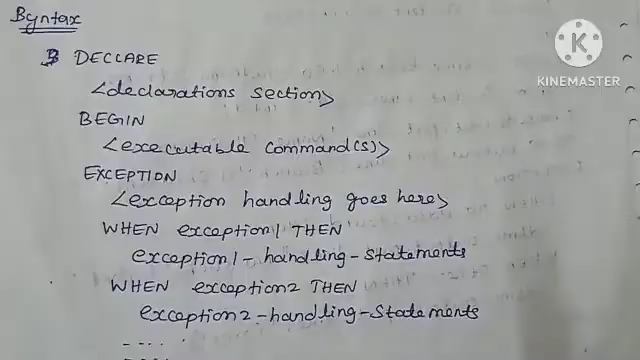 Byntax
DECLARE
<declarations section>
BEGIN
<executable command(s)>
EXCEPTION
<exception handling goes here>
WHEN exception1 THEN
exception1-handling-statements
WHEN exception2 THEN
exception2-handling-Statements
- - - - - .
K
KINEMASTER